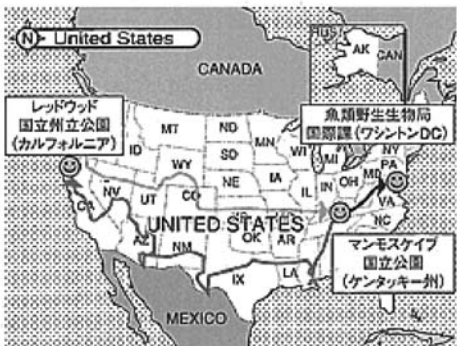 N United States
RUS
AK
CAN
CANADA
レッドウッド
国立州立公園
(カルフォルニア)
魚類野生生物局
国際課(ワシントンDC)
MT
ND
MN
ID
SD
WI
MI
NY
WY
PA
NE
IA
IL
IN
OH
MD
NV
UT
CO
VA
CA
UNITED STATES
NC
AZ
NM
OK
AR
マンモスケイブ
国立公園
(ケンタッキー州)
LA
MEXICO